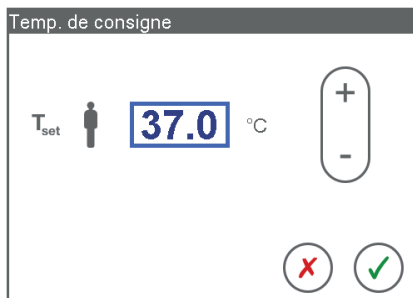 Temp. de consigne
Tset 37.0 °C
+
-
✗ ✓